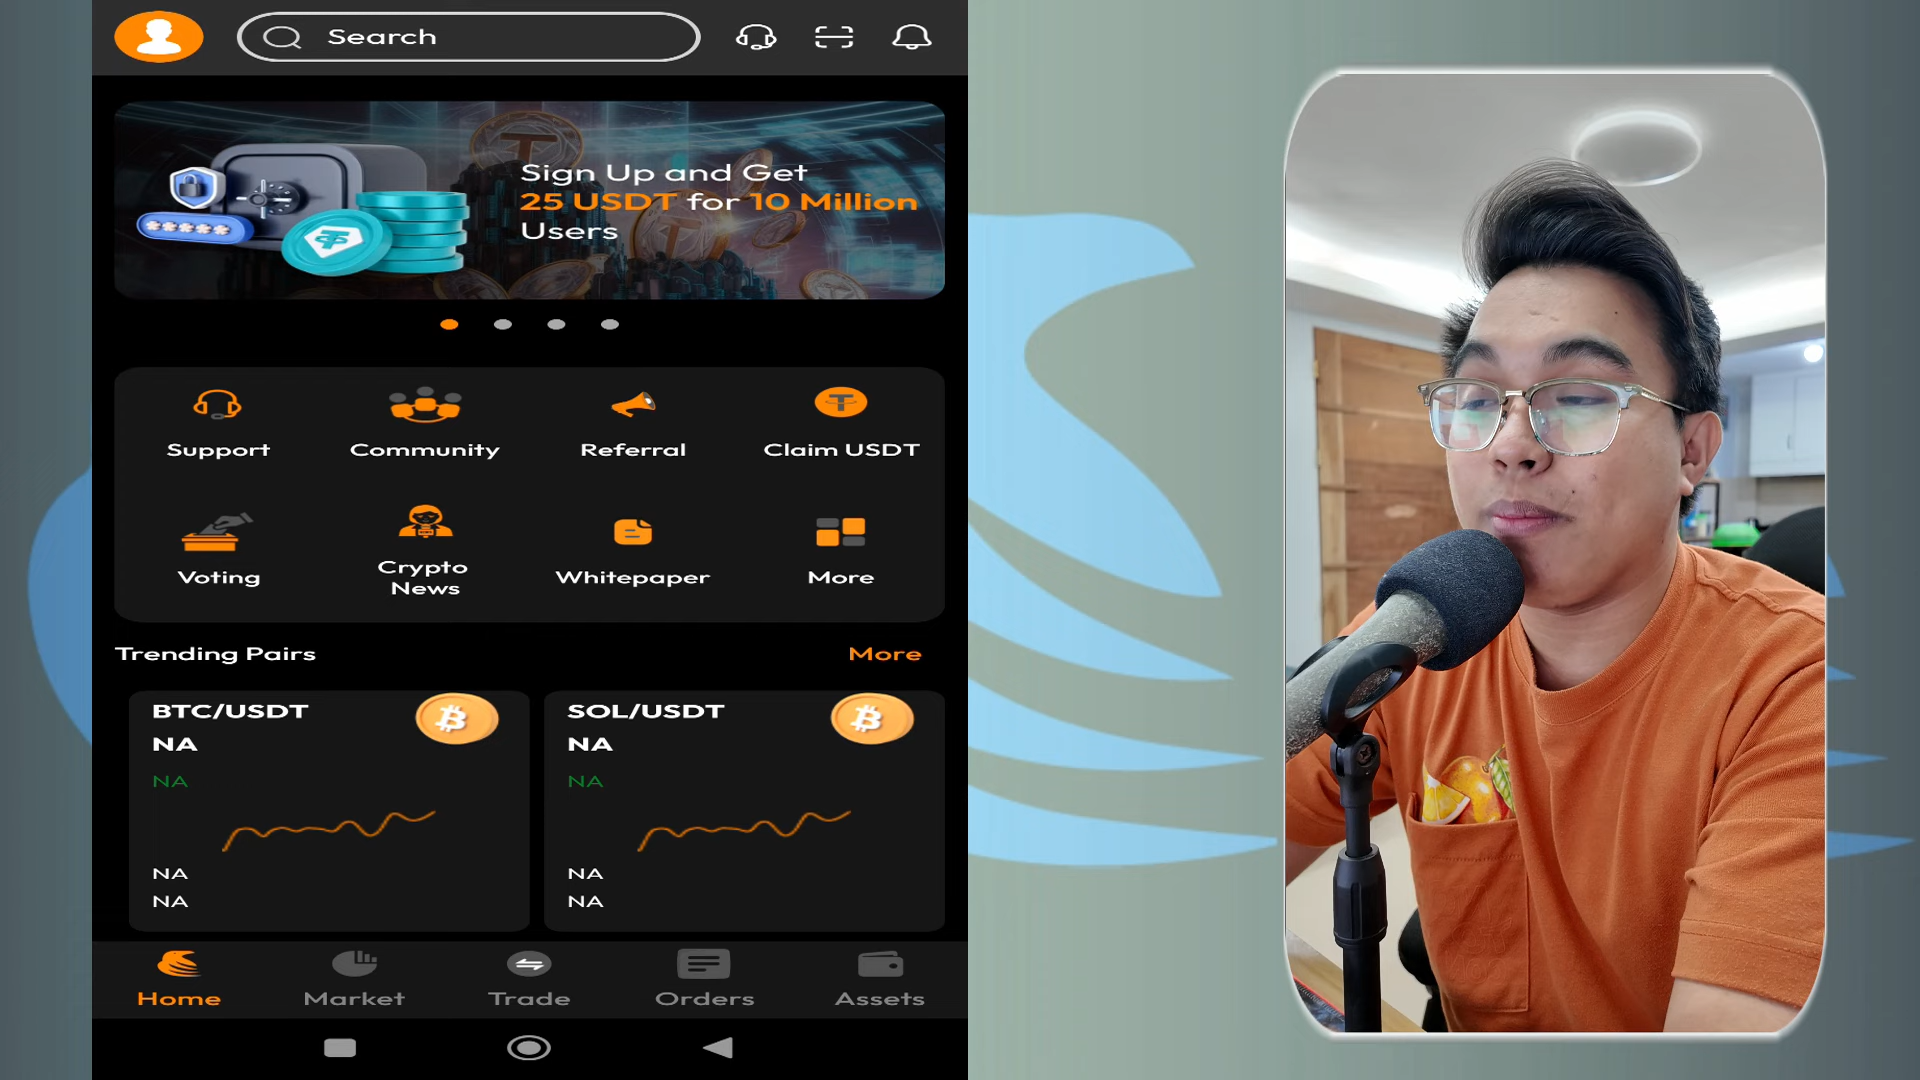 Search
Sign Up and Get
25 USDT for 10 Million
Users
Support
Community
Referral
Claim USDT
Voting
Crypto
News
Whitepaper
More
Trending Pairs
More
BTC/USDT
NA
NA
NA
NA
SOL/USDT
NA
NA
NA
NA
Home
Market
Trade
Orders
Assets